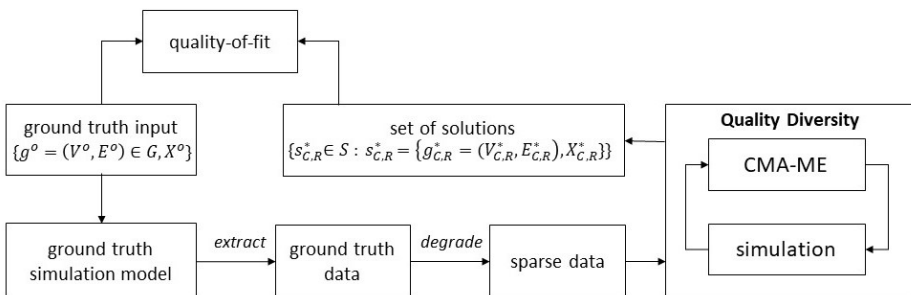 quality-of-fit
ground truth input
{g° = (V°, E°) ∈ G, X°}
set of solutions
{s*C,R ∈ S : s*C,R = {g*C,R = (V*C,R, E*C,R), X*C,R}}
Quality Diversity
CMA-ME
simulation
ground truth
simulation model
extract
ground truth
data
degrade
sparse data